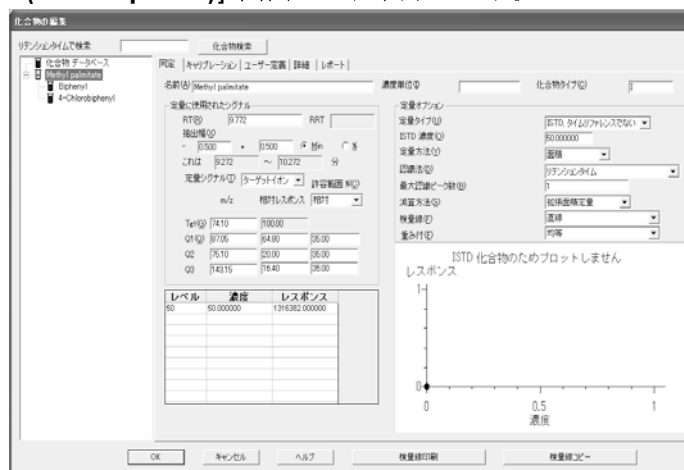 化合物の編集
リテンションタイムで検索 化合物検索
化合物 データベース
Methyl palmitate
Biphenyl
4-Chlorobiphenyl
同定 キャリブレーション ユーザー定義 詳細 レポート
名前(A) Methyl palmitate 濃度単位 化合物タイプ(C) I
定量に使用されたシグナル
RT(R) 9.772 RRT
抽出幅(X)
- 0.500 + 0.500 Min %
これは 9.272 ～ 10.272 分
定量シグナル(T) ターゲットイオン 許容範囲 %
m/z 相対レスポンス 相対
Tgt(G) 74.10 100.00
Q1(Q) 87.05 64.80 35.00
Q2 75.10 20.00 35.00
Q3 143.15 16.40 35.00
レベル 濃度 レスポンス
50 50.000000 1316382.000000
定量オプション
定量タイプ(U) ISTD, タイムリファレンスでない
ISTD 濃度(I) 50.000000
定量方法(Y) 面積
認識法(D) リテンションタイム
最大認識ピーク数(B) 1
減算方法(S) 拡張面積定量
検量線(F) 直線
重み付(E) 均等
ISTD 化合物のためプロットしません
レスポンス
1
0
0 0.5 1
濃度
OK キャンセル ヘルプ 検量線印刷 検量線コピー